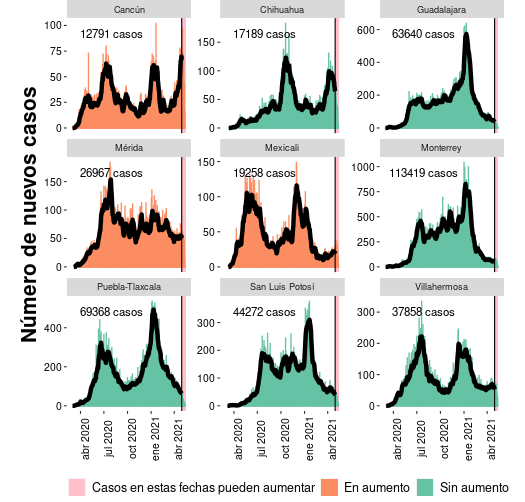 Número de nuevos casos
Cancún
12791 casos
100
75
50
25
0
Chihuahua
17189 casos
150
100
50
0
Guadalajara
63640 casos
600
400
200
0
Mérida
26967 casos
150
100
50
0
Mexicali
19258 casos
150
100
50
0
Monterrey
113419 casos
1000
750
500
250
0
Puebla-Tlaxcala
69368 casos
400
200
0
San Luis Potosí
44272 casos
300
200
100
0
Villahermosa
37858 casos
300
200
100
0
abr 2020
jul 2020
oct 2020
ene 2021
abr 2021
abr 2020
jul 2020
oct 2020
ene 2021
abr 2021
abr 2020
jul 2020
oct 2020
ene 2021
abr 2021
Casos en estas fechas pueden aumentar
En aumento
Sin aumento